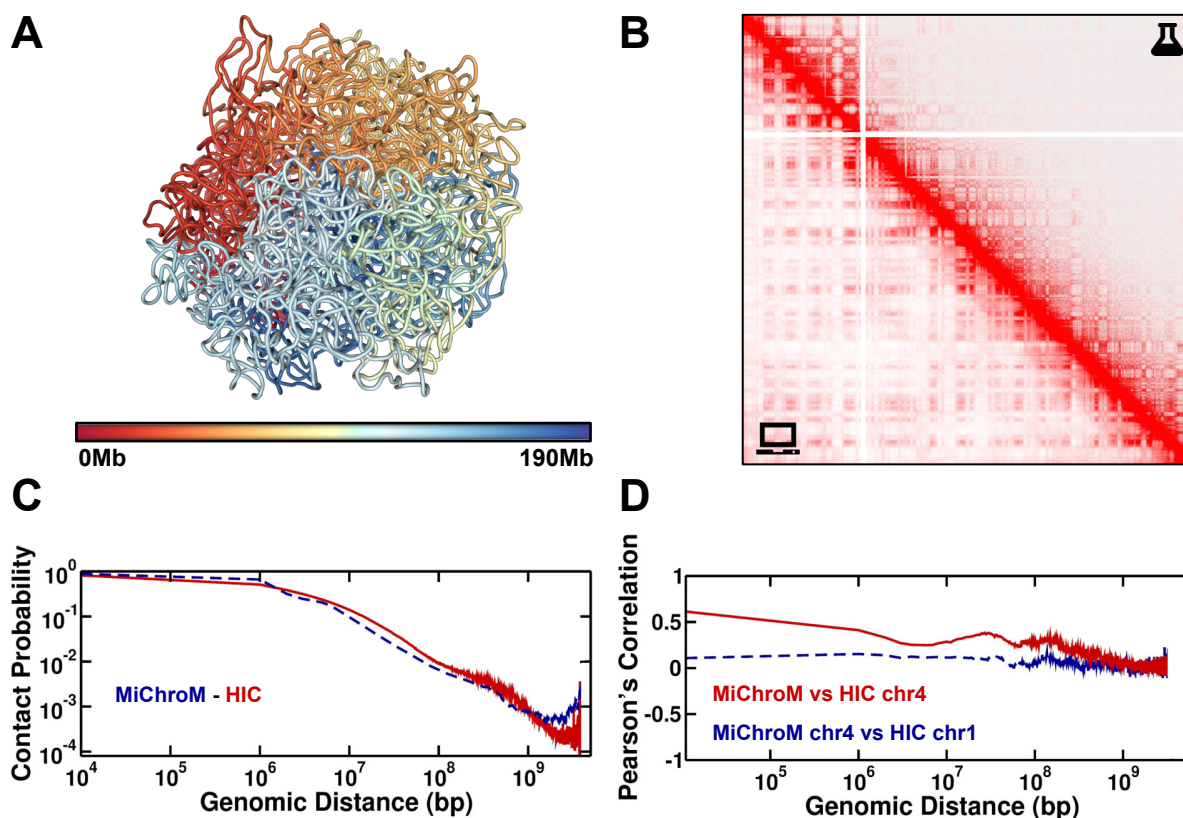 A
B
0Mb 190Mb
C
D
Contact Probability
10^0
10^-1
10^-2
10^-3
10^-4
MiChroM - HIC
10^4 10^5 10^6 10^7 10^8 10^9
Genomic Distance (bp)
Pearson's Correlation
1
0.5
0
-0.5
-1
MiChroM vs HIC chr4
MiChroM chr4 vs HIC chr1
10^5 10^6 10^7 10^8 10^9
Genomic Distance (bp)